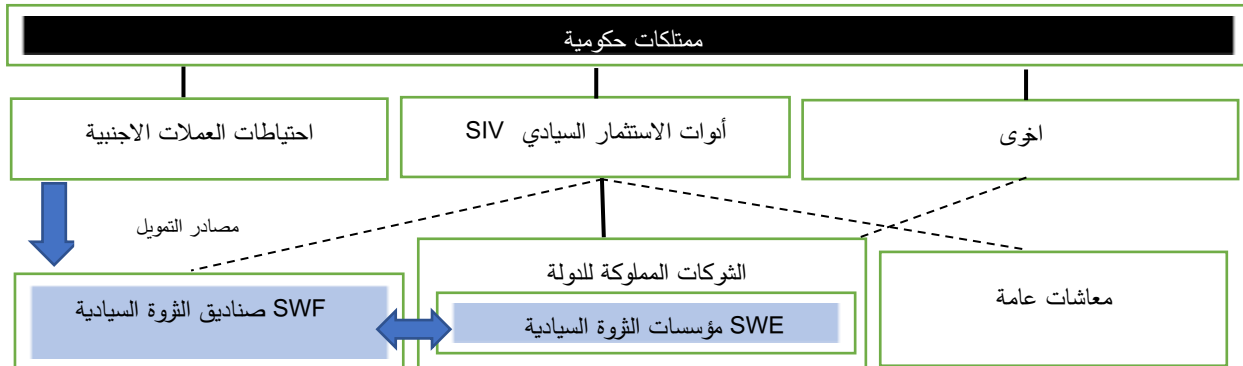 ممتلكات حكومية
احتياطات العملات الاجنبية
أدوات الاستثمار السيادي SIV
اخرى
مصادر التمويل
الشركات المملوكة للدولة
معاشات عامة
SWF صناديق الثروة السيادية
SWE مؤسسات الثروة السيادية